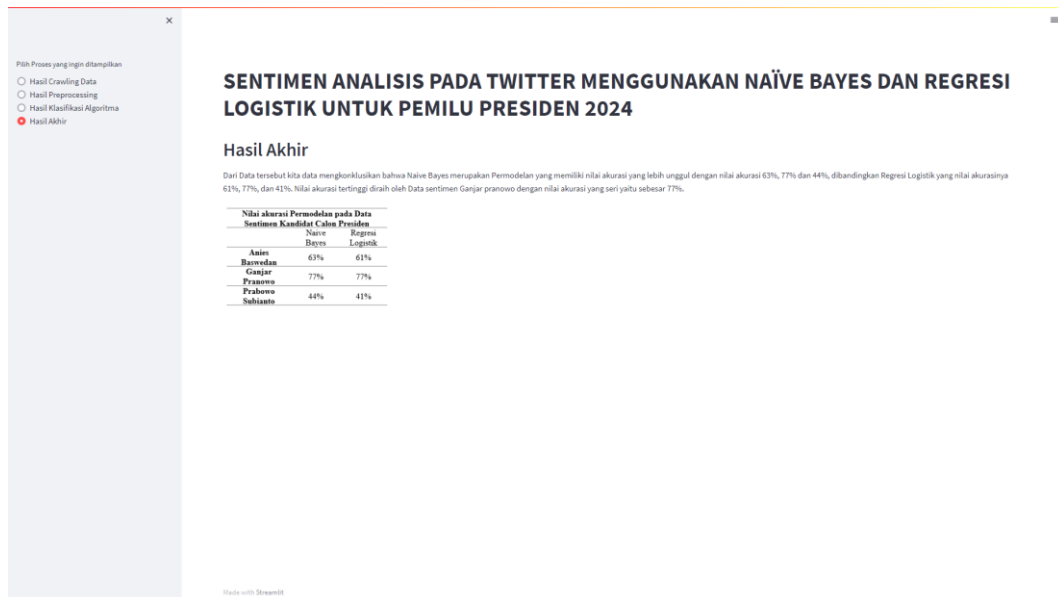 ×
Pilih Proses yang ingin ditampilkan
Hasil Crawling Data
Hasil Preprocessing
Hasil Klasifikasi Algoritma
Hasil Akhir
SENTIMEN ANALISIS PADA TWITTER MENGGUNAKAN NAÏVE BAYES DAN REGRESI
LOGISTIK UNTUK PEMILU PRESIDEN 2024
Hasil Akhir
Dari Data tersebut kita data mengkonklusikan bahwa Naive Bayes merupakan Permodelan yang memiliki nilai akurasi yang lebih unggul dengan nilai akurasi 63%, 77% dan 44%, dibandingkan Regresi Logistik yang nilai akurasinya
61%, 77%, dan 41%. Nilai akurasi tertinggi diraih oleh Data sentimen Ganjar pranowo dengan nilai akurasi yang seri yaitu sebesar 77%.
Nilai akurasi Permodelan pada Data
Sentimen Kandidat Calon Presiden
Naive Regresi
Bayes Logistik
Anies
Baswedan 63% 61%
Ganjar
Pranowo 77% 77%
Prabowo
Subianto 44% 41%
Made with Streamlit